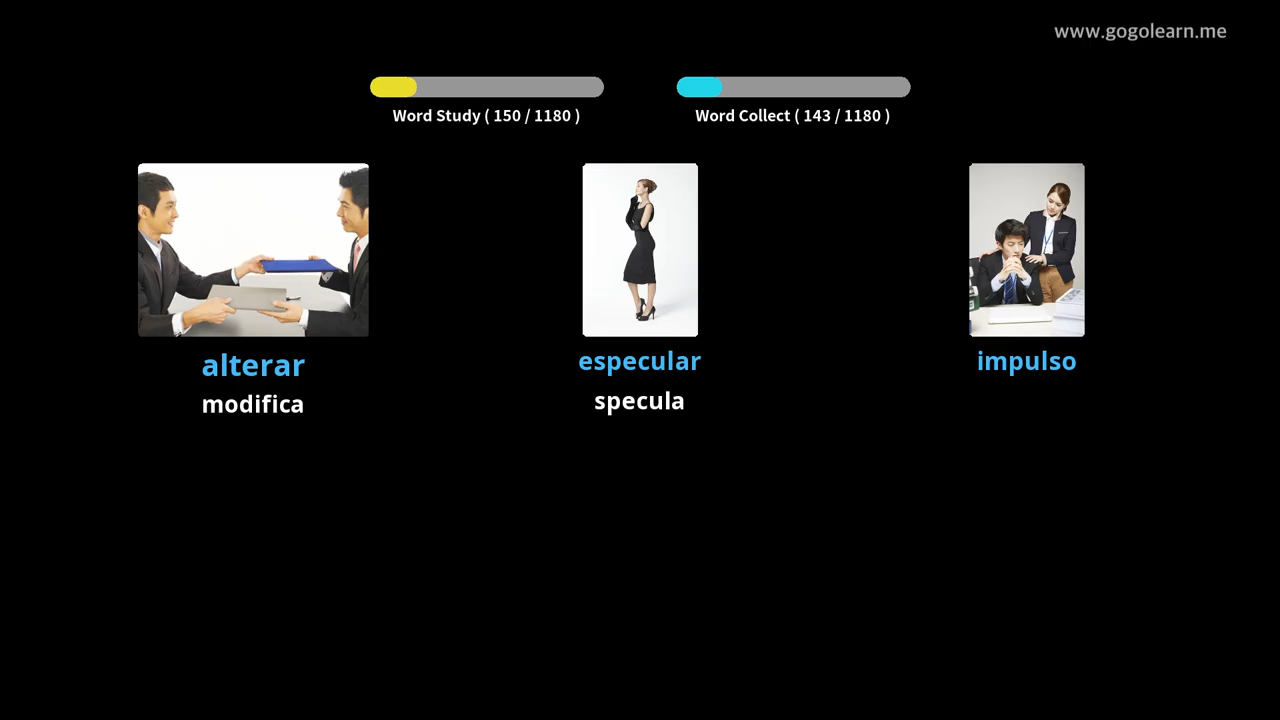 www.gogolearn.me
Word Study ( 150 / 1180 )
Word Collect ( 143 / 1180 )
alterar
modifica
especular
specula
impulso